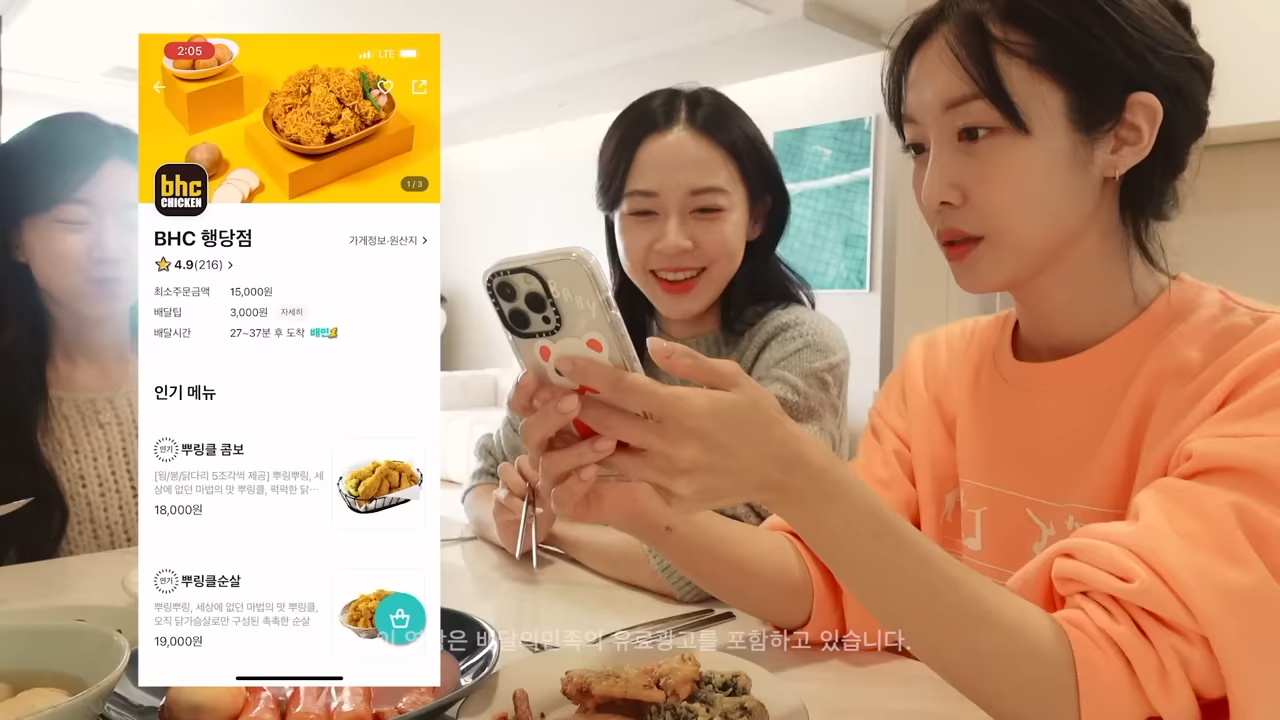 2:05
LTE
1 / 3
bhc
CHICKEN
BHC 행당점
가게정보·원산지
4.9(216)
최소주문금액 15,000원
배달팁 3,000원 자세히
배달시간 27~37분 후 도착 배민
인기 메뉴
인기 뿌링클 콤보
[윙/봉/닭다리 5조각씩 제공] 뿌링뿌링, 세
상에 없던 마법의 맛 뿌링클, 퍽퍽한 닭…
18,000원
인기 뿌링클순살
뿌링뿌링, 세상에 없던 마법의 맛 뿌링클,
오직 닭가슴살로만 구성된 촉촉한 순살
19,000원
BABY
이 영상은 배달의민족의 유료광고를 포함하고 있습니다.